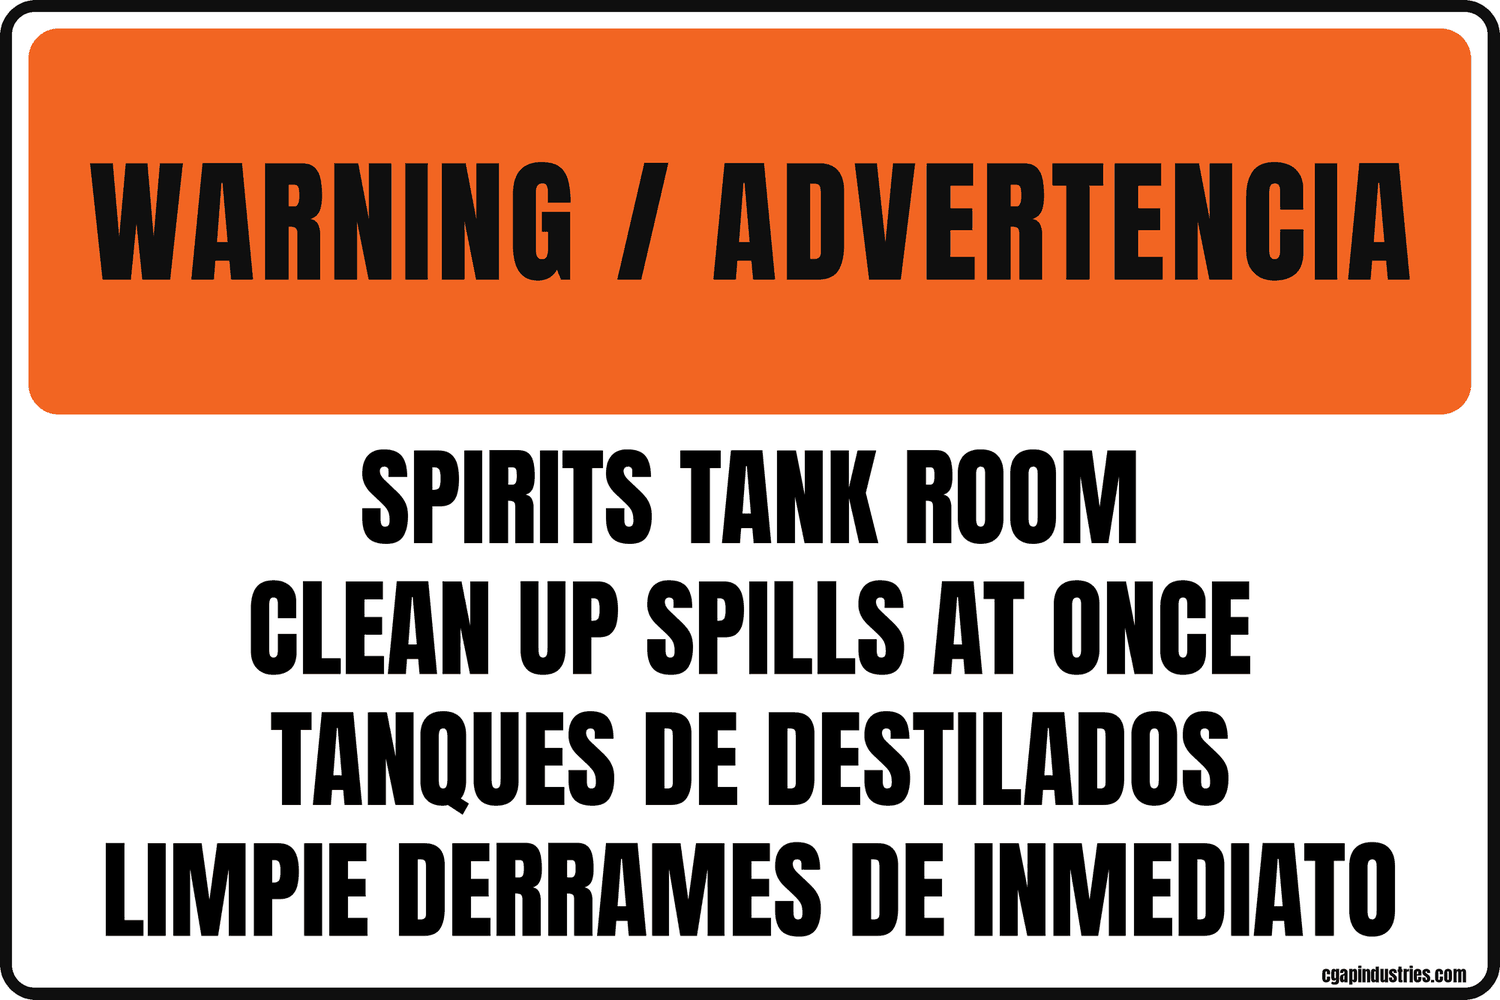 WARNING / ADVERTENCIA
SPIRITS TANK ROOM
CLEAN UP SPILLS AT ONCE
TANQUES DE DESTILADOS
LIMPIE DERRAMES DE INMEDIATO
cgapindustries.com